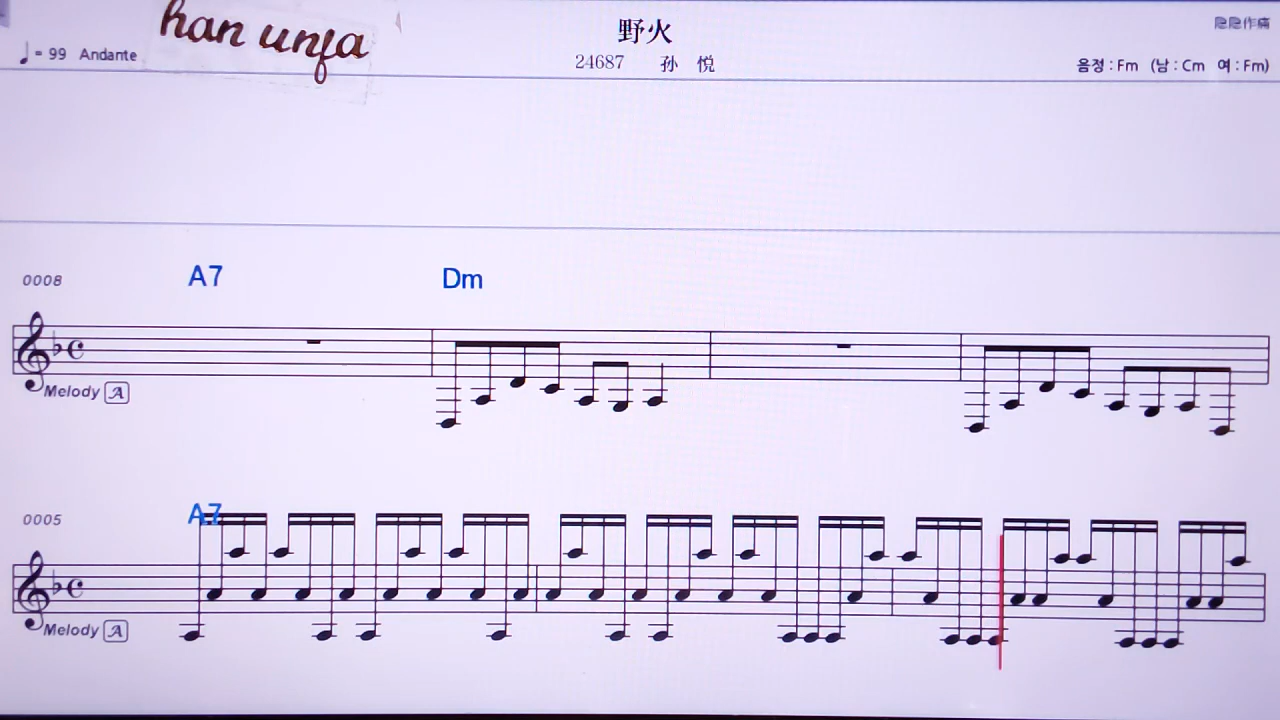 han unja
野火
♩= 99 Andante
24687 孙 悦
음정 : Fm (남 : Cm 여 : Fm)
0008 A7 Dm
Melody A
0005 A7
Melody A